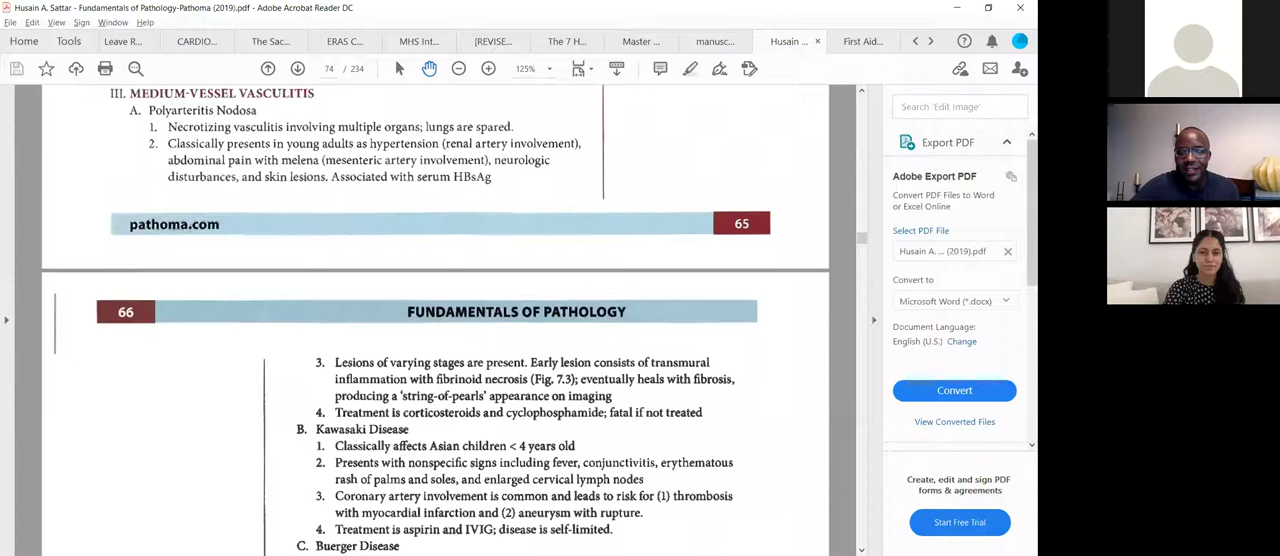 Husain A. Sattar - Fundamentals of Pathology-Pathoma (2019).pdf - Adobe Acrobat Reader DC
File Edit View Sign Window Help
Home Tools Leave R... CARDIO... The Sac... ERAS C... MHS Int... [REVISE... The 7 H... Master ... manusc... Husain ... × First Aid...
74 / 234 125%
III. MEDIUM-VESSEL VASCULITIS
A. Polyarteritis Nodosa
1. Necrotizing vasculitis involving multiple organs; lungs are spared.
2. Classically presents in young adults as hypertension (renal artery involvement),
abdominal pain with melena (mesenteric artery involvement), neurologic
disturbances, and skin lesions. Associated with serum HBsAg
pathoma.com 65
66 FUNDAMENTALS OF PATHOLOGY
3. Lesions of varying stages are present. Early lesion consists of transmural
inflammation with fibrinoid necrosis (Fig. 7.3); eventually heals with fibrosis,
producing a 'string-of-pearls' appearance on imaging
4. Treatment is corticosteroids and cyclophosphamide; fatal if not treated
B. Kawasaki Disease
1. Classically affects Asian children < 4 years old
2. Presents with nonspecific signs including fever, conjunctivitis, erythematous
rash of palms and soles, and enlarged cervical lymph nodes
3. Coronary artery involvement is common and leads to risk for (1) thrombosis
with myocardial infarction and (2) aneurysm with rupture.
4. Treatment is aspirin and IVIG; disease is self-limited.
C. Buerger Disease
Search 'Edit Image'
Export PDF
Adobe Export PDF
Convert PDF Files to Word
or Excel Online
Select PDF File
Husain A. ... (2019).pdf
Convert to
Microsoft Word (*.docx)
Document Language:
English (U.S.) Change
Convert
View Converted Files
Create, edit and sign PDF
forms & agreements
Start Free Trial